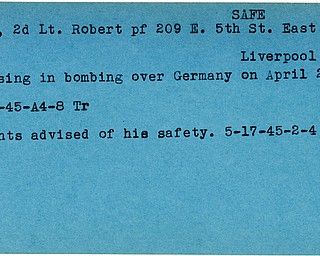 SAFE
, 2d Lt. Robert pf 209 E. 5th St. East
Liverpool
sing in bombing over Germany on April 2
-45-A4-8 Tr
nts advised of his safety. 5-17-45-2-4